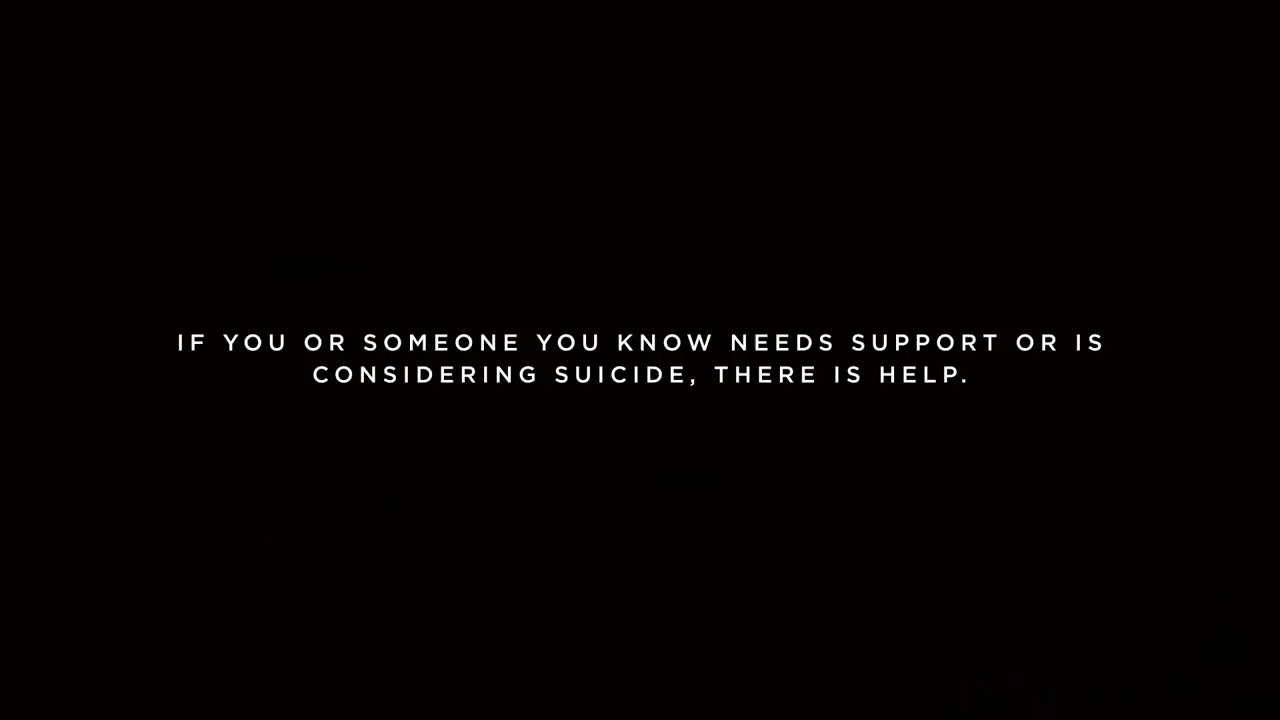 IF YOU OR SOMEONE YOU KNOW NEEDS SUPPORT OR IS
CONSIDERING SUICIDE, THERE IS HELP.